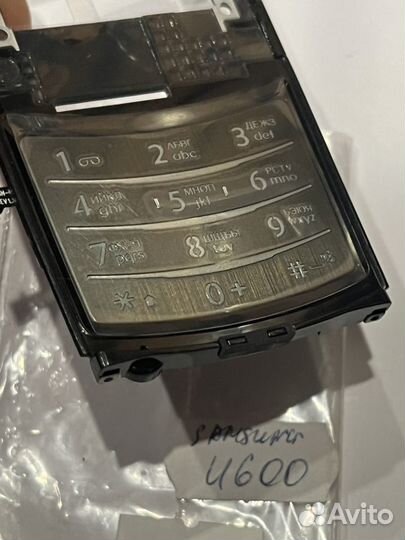 1
2 АБВГ abc
3 ДЕЖЗ def
4 ИЙКЛ ghi
5 МНОП jkl
6 РСТУ mno
7 pqrs
8 ШЩЪЫ tuv
9 wxyz
*
0 +
#
SAMSUNG
U600
Avito